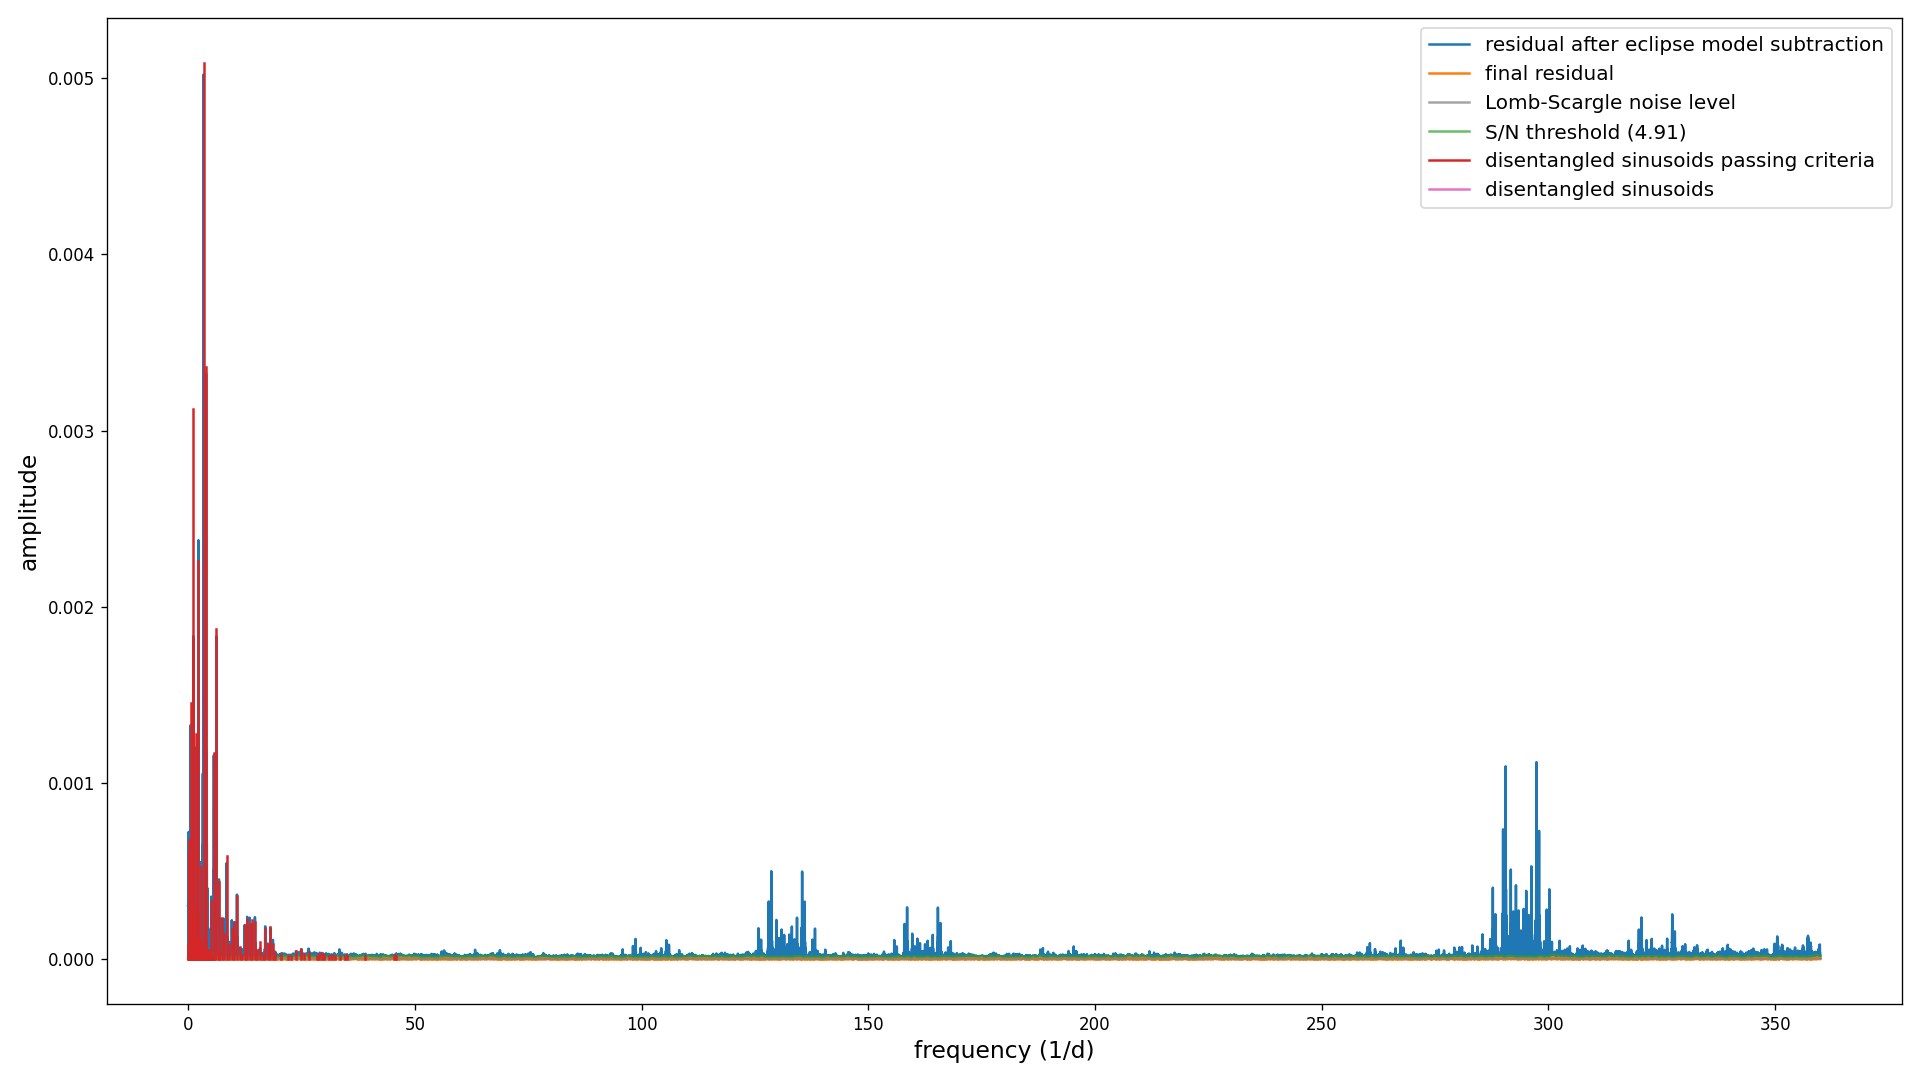 residual after eclipse model subtraction
final residual
Lomb-Scargle noise level
S/N threshold (4.91)
disentangled sinusoids passing criteria
disentangled sinusoids
0.005
0.004
0.003
0.002
0.001
0.000
amplitude
0 50 100 150 200 250 300 350
frequency (1/d)